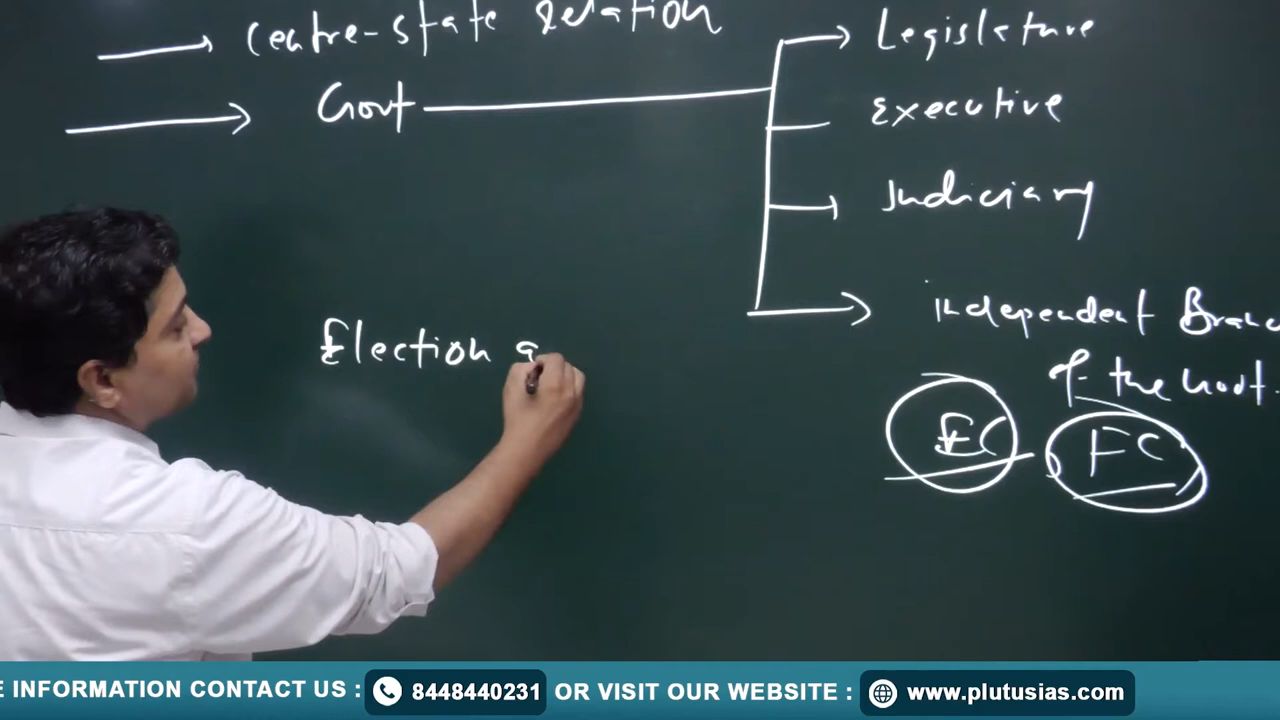 Centre-state relation
Govt
Legislature
Executive
Judiciary
independent Branc
of the Govt.
EC FC
Election a
E INFORMATION CONTACT US : 8448440231 OR VISIT OUR WEBSITE : www.plutusias.com